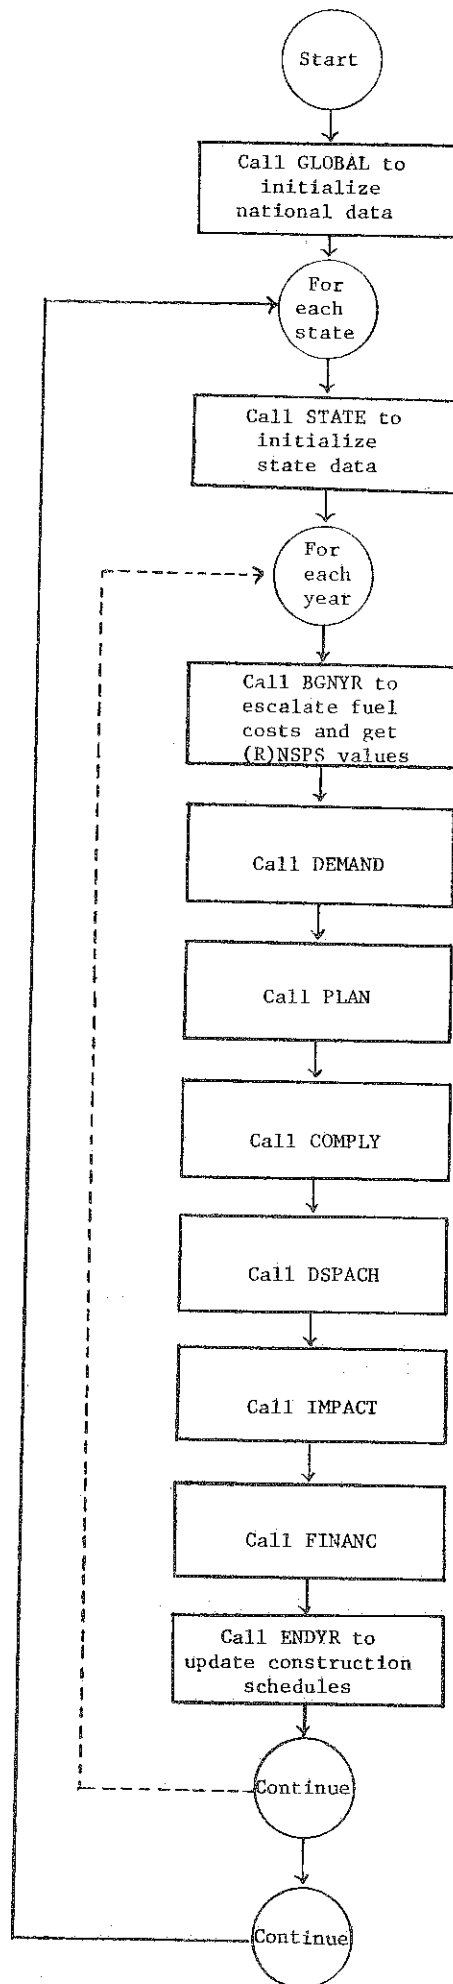 Start
Call GLOBAL to
initialize
national data
For
each
state
Call STATE to
initialize
state data
For
each
year
Call BGNYR to
escalate fuel
costs and get
(R)NSPS values
Call DEMAND
Call PLAN
Call COMPLY
Call DSPACH
Call IMPACT
Call FINANC
Call ENDYR to
update construction
schedules
Continue
Continue